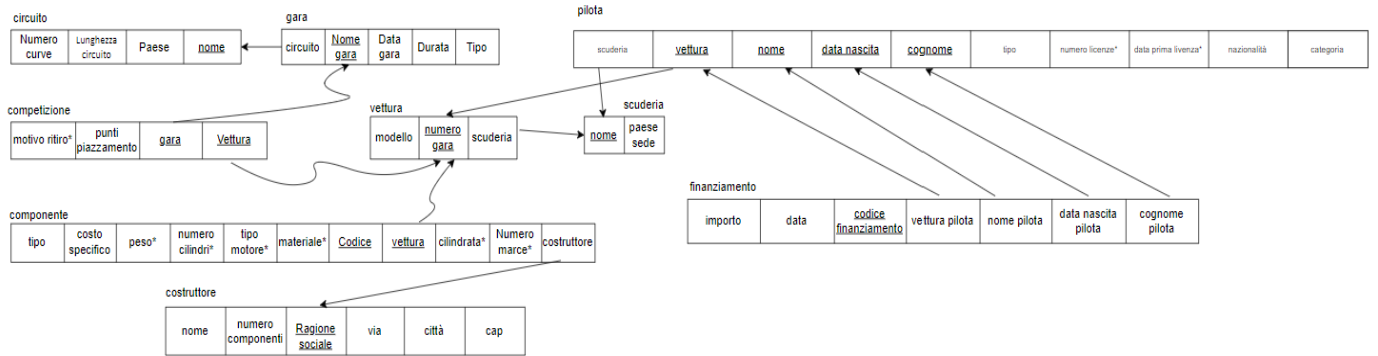 circuito
Numero curve
Lunghezza circuito
Paese
nome
gara
circuito
Nome gara
Data gara
Durata
Tipo
pilota
scuderia
vettura
nome
data nascita
cognome
tipo
numero licenze*
data prima livenza*
nazionalità
categoria
competizione
motivo ritiro*
punti piazzamento
gara
Vettura
vettura
modello
numero gara
scuderia
scuderia
nome
paese sede
finanziamento
importo
data
codice finanziamento
vettura pilota
nome pilota
data nascita pilota
cognome pilota
componente
tipo
costo specifico
peso*
numero cilindri*
tipo motore*
materiale*
Codice
vettura
cilindrata*
Numero marce*
costruttore
costruttore
nome
numero componenti
Ragione sociale
via
città
cap